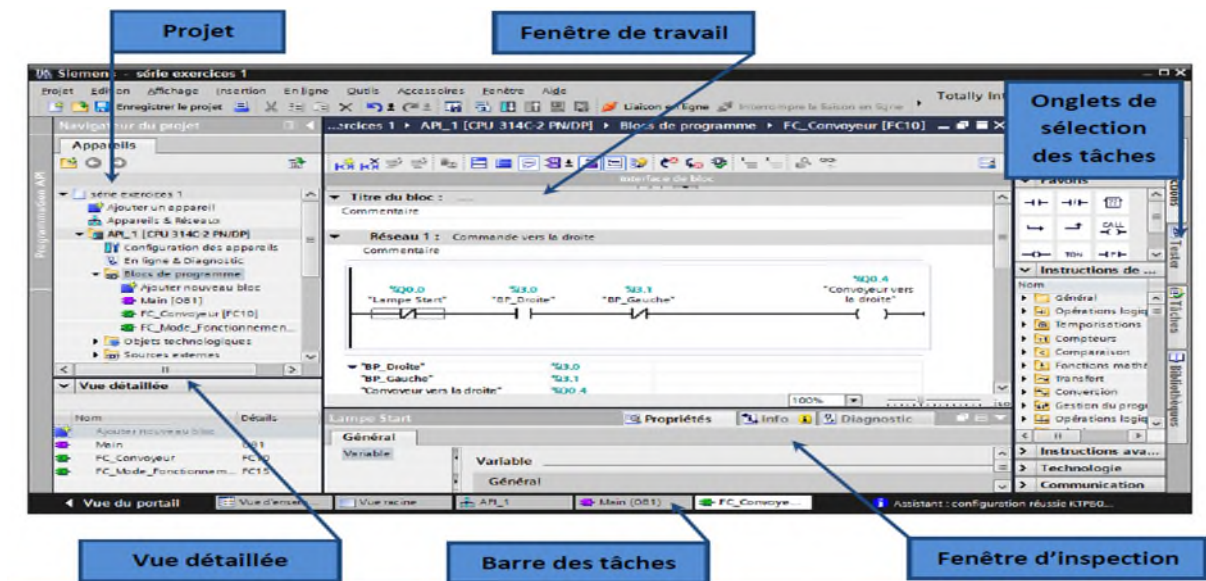 Projet
Fenêtre de travail
Onglets de
sélection
des tâches
Siemens - série exercices 1
Projet Edition Affichage Insertion En ligne Outils Accessoires Fenêtre Aide
Enregistrer le projet
Liaison en ligne
Interrompre la liaison en ligne
Totally Int
Navigateur du projet
...ercices 1 ▸ API_1 [CPU 314C-2 PN/DP] ▸ Blocs de programme ▸ FC_Convoyeur [FC10]
Appareils
Programmation API
Interface de bloc
série exercices 1
Ajouter un appareil
Appareils & Réseaux
API_1 [CPU 314C-2 PN/DP]
Configuration des appareils
En ligne & Diagnostic
Blocs de programme
Ajouter nouveau bloc
Main [OB1]
FC_Convoyeur [FC10]
FC_Mode_Fonctionnemen...
Objets technologiques
Sources externes
Titre du bloc : ....
Commentaire
Réseau 1 : Commande vers la droite
Commentaire
%Q0.0
"Lampe Start"
%I3.0
"BP_Droite"
%I3.1
"BP_Gauche"
%Q0.4
"Convoyeur vers
la droite"
"BP_Droite" %I3.0
"BP_Gauche" %I3.1
"Convoyeur vers la droite" %Q0.4
100%
Favoris
CALL
TON
Instructions de ...
Nom
Général
Opérations logiq
Temporisations
Compteurs
Comparaison
Fonctions mathé
Transfert
Conversion
Gestion du progr
Opérations logiq
Instructions ava...
Technologie
Communication
Tester
Tâches
Bibliothèques
Vue détaillée
Nom Détails
Ajouter nouveau bloc
Main OB1
FC_Convoyeur FC10
FC_Mode_Fonctionnem... FC15
Lampe Start
Propriétés
Info
Diagnostic
Général
Variable
Variable
Général
Vue du portail
Vue d'ensem...
Vue racine
API_1
Main (OB1)
FC_Convoye...
Assistant : configuration réussie KTP60...
Vue détaillée
Barre des tâches
Fenêtre d'inspection